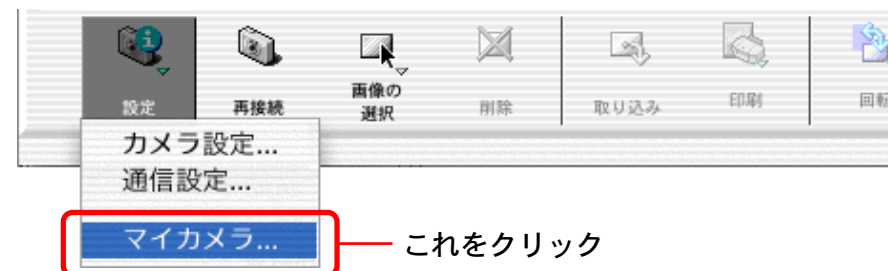 設定
再接続
画像の
選択
削除
取り込み
印刷
回転
カメラ設定...
通信設定...
マイカメラ...
これをクリック